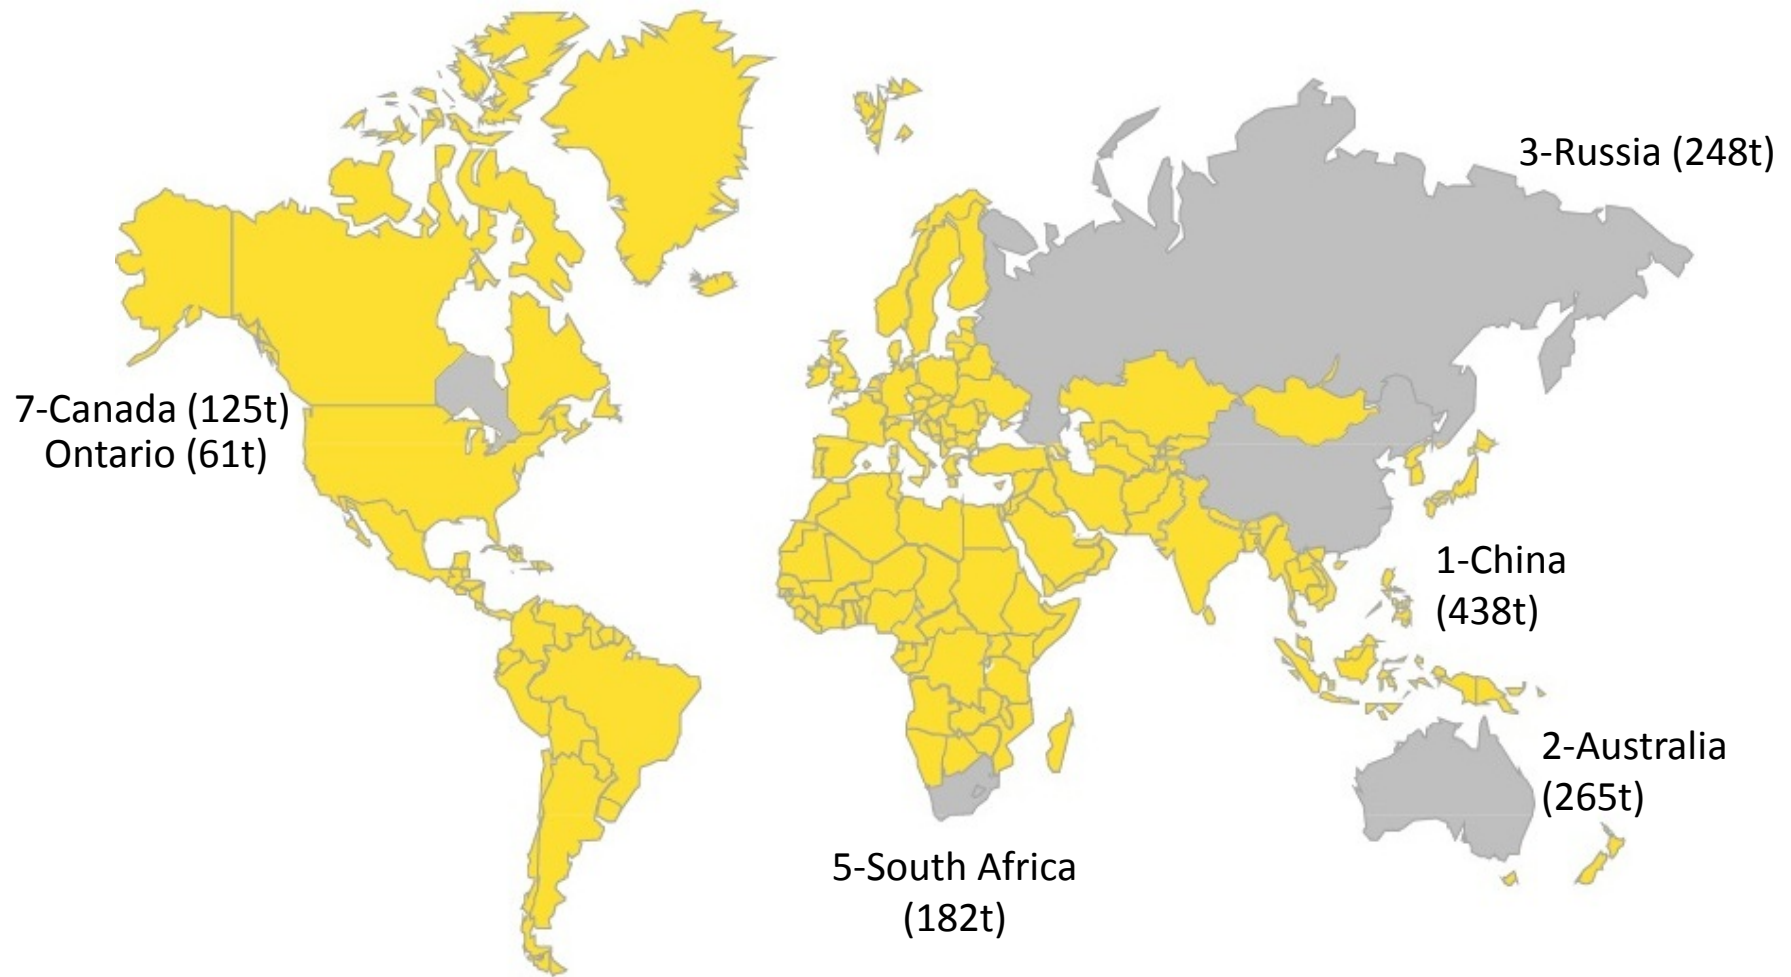 3-Russia (248t)
7-Canada (125t)
Ontario (61t)
1-China
(438t)
2-Australia
(265t)
5-South Africa
(182t)